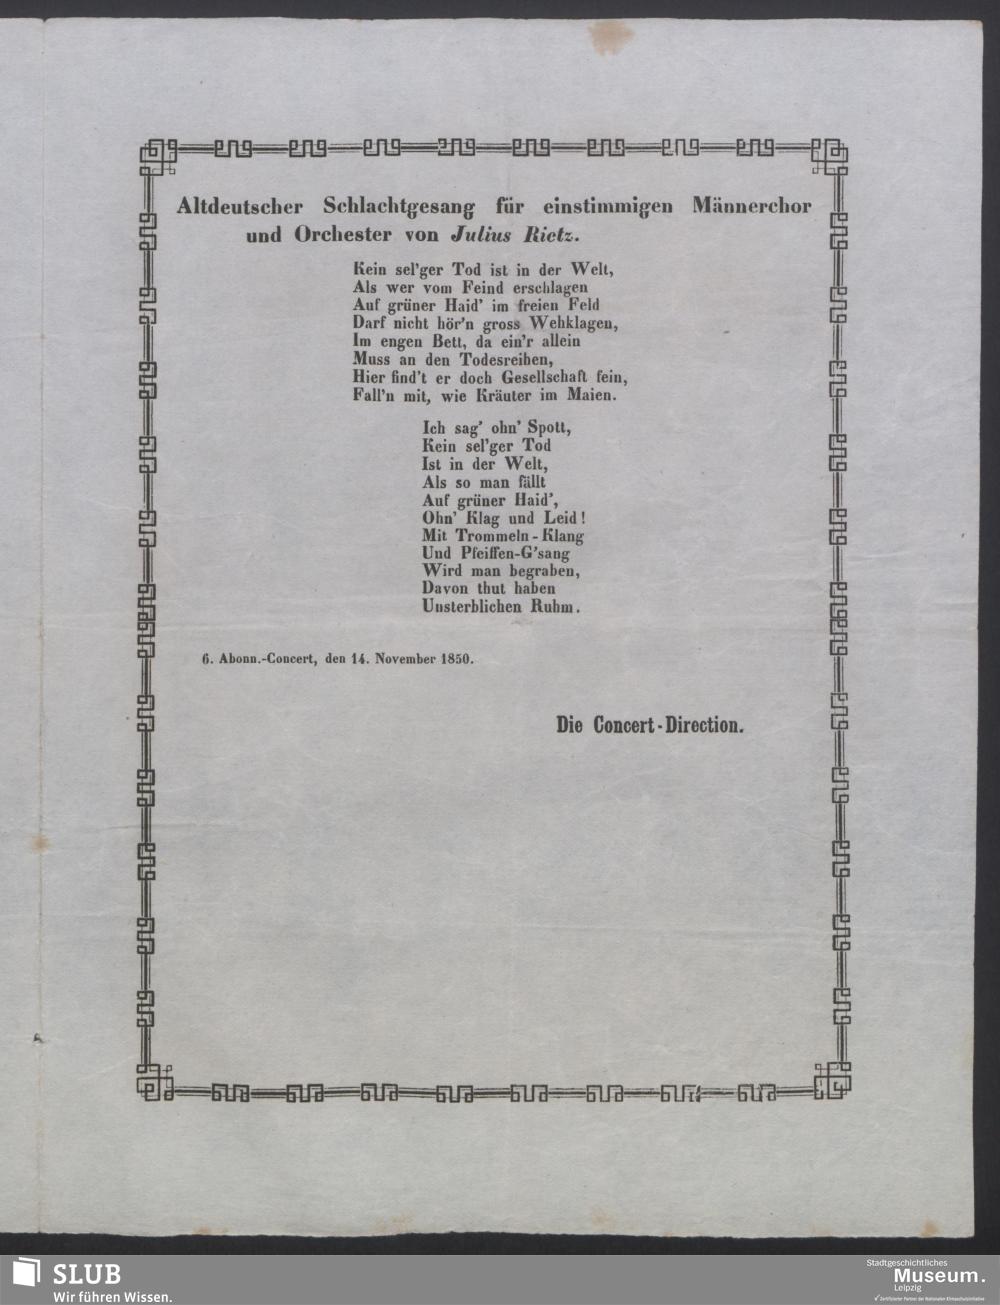 Altdeutscher Schlachtgesang für einstimmigen Männerchor
und Orchester von Julius Rietz.
Kein sel'ger Tod ist in der Welt,
Als wer vom Feind erschlagen
Auf grüner Haid' im freien Feld
Darf nicht hör'n gross Wehklagen,
Im engen Bett, da ein'r allein
Muss an den Todesreihen,
Hier find't er doch Gesellschaft fein,
Fall'n mit, wie Kräuter im Maien.
Ich sag' ohn' Spott,
Kein sel'ger Tod
Ist in der Welt,
Als so man fällt
Auf grüner Haid',
Ohn' Klag und Leid!
Mit Trommeln-Klang
Und Pfeiffen-G'sang
Wird man begraben,
Davon thut haben
Unsterblichen Ruhm.
6. Abonn.-Concert, den 14. November 1850.
Die Concert-Direction.
SLUB
Wir führen Wissen.
Stadtgeschichtliches
Museum.
Leipzig
Zertifizierter Partner der Nationalen Klimaschutzinitiative